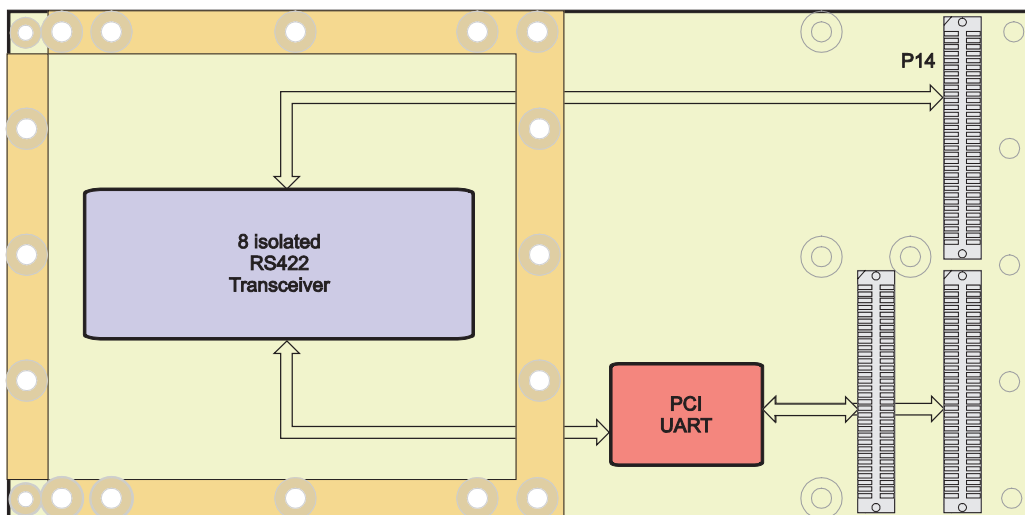 P14
8 isolated
RS422
Transceiver
PCI
UART